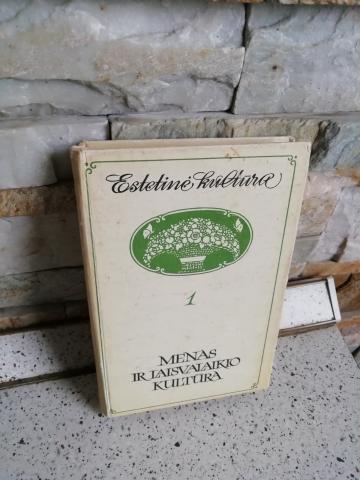 Estetinė kultūra
1
MENAS
IR LAISVALAIKIO
KULTŪRA